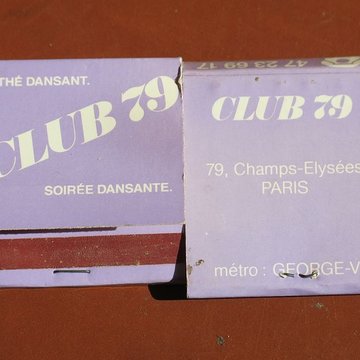 THÉ DANSANT.
CLUB 79
SOIRÉE DANSANTE.
47 23 69 17
CLUB 79
79, Champs-Elysées
PARIS
métro : GEORGE-V